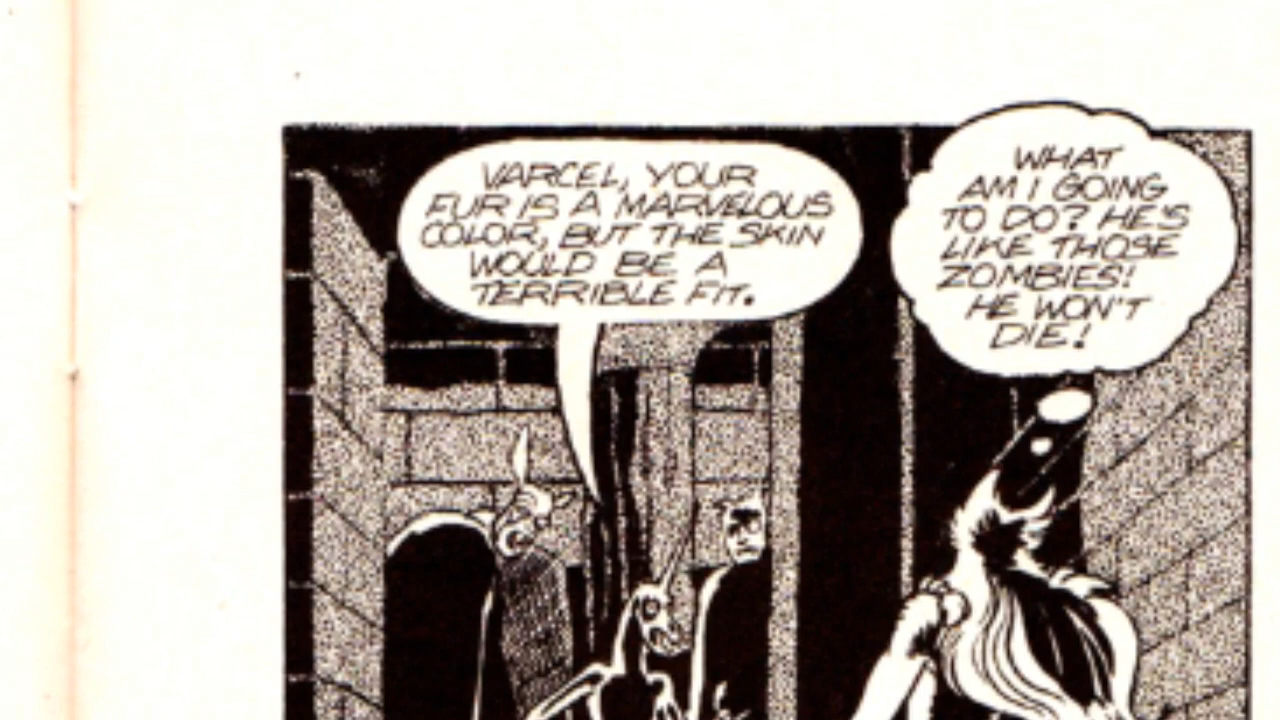 VARCEL, YOUR
FUR IS A MARVELOUS
COLOR, BUT THE SKIN
WOULD BE A
TERRIBLE FIT.
WHAT
AM I GOING
TO DO? HE'S
LIKE THOSE
ZOMBIES!
HE WON'T
DIE!